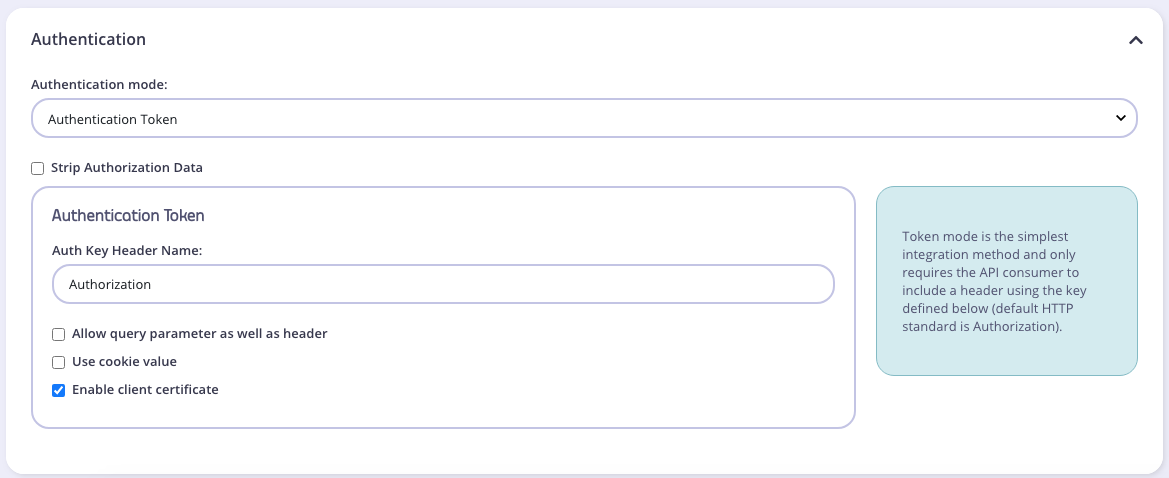 Authentication
Authentication mode:
Authentication Token
Strip Authorization Data
Authentication Token
Auth Key Header Name:
Authorization
Allow query parameter as well as header
Use cookie value
Enable client certificate
Token mode is the simplest
integration method and only
requires the API consumer to
include a header using the key
defined below (default HTTP
standard is Authorization).